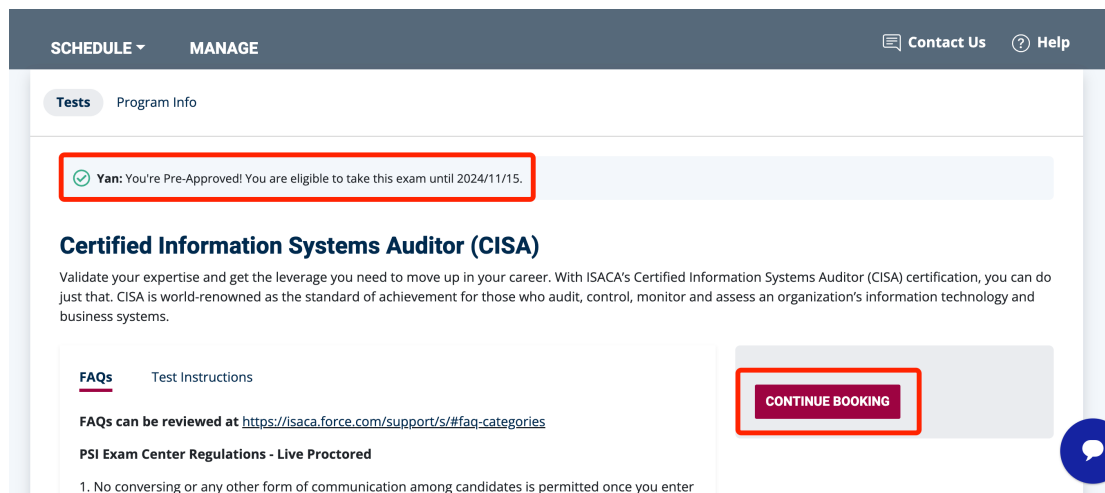 SCHEDULE MANAGE Contact Us Help
Tests Program Info
Yan: You're Pre-Approved! You are eligible to take this exam until 2024/11/15.
Certified Information Systems Auditor (CISA)
Validate your expertise and get the leverage you need to move up in your career. With ISACA's Certified Information Systems Auditor (CISA) certification, you can do
just that. CISA is world-renowned as the standard of achievement for those who audit, control, monitor and assess an organization's information technology and
business systems.
FAQs Test Instructions
CONTINUE BOOKING
FAQs can be reviewed at https://isaca.force.com/support/s/#faq-categories
PSI Exam Center Regulations - Live Proctored
1. No conversing or any other form of communication among candidates is permitted once you enter